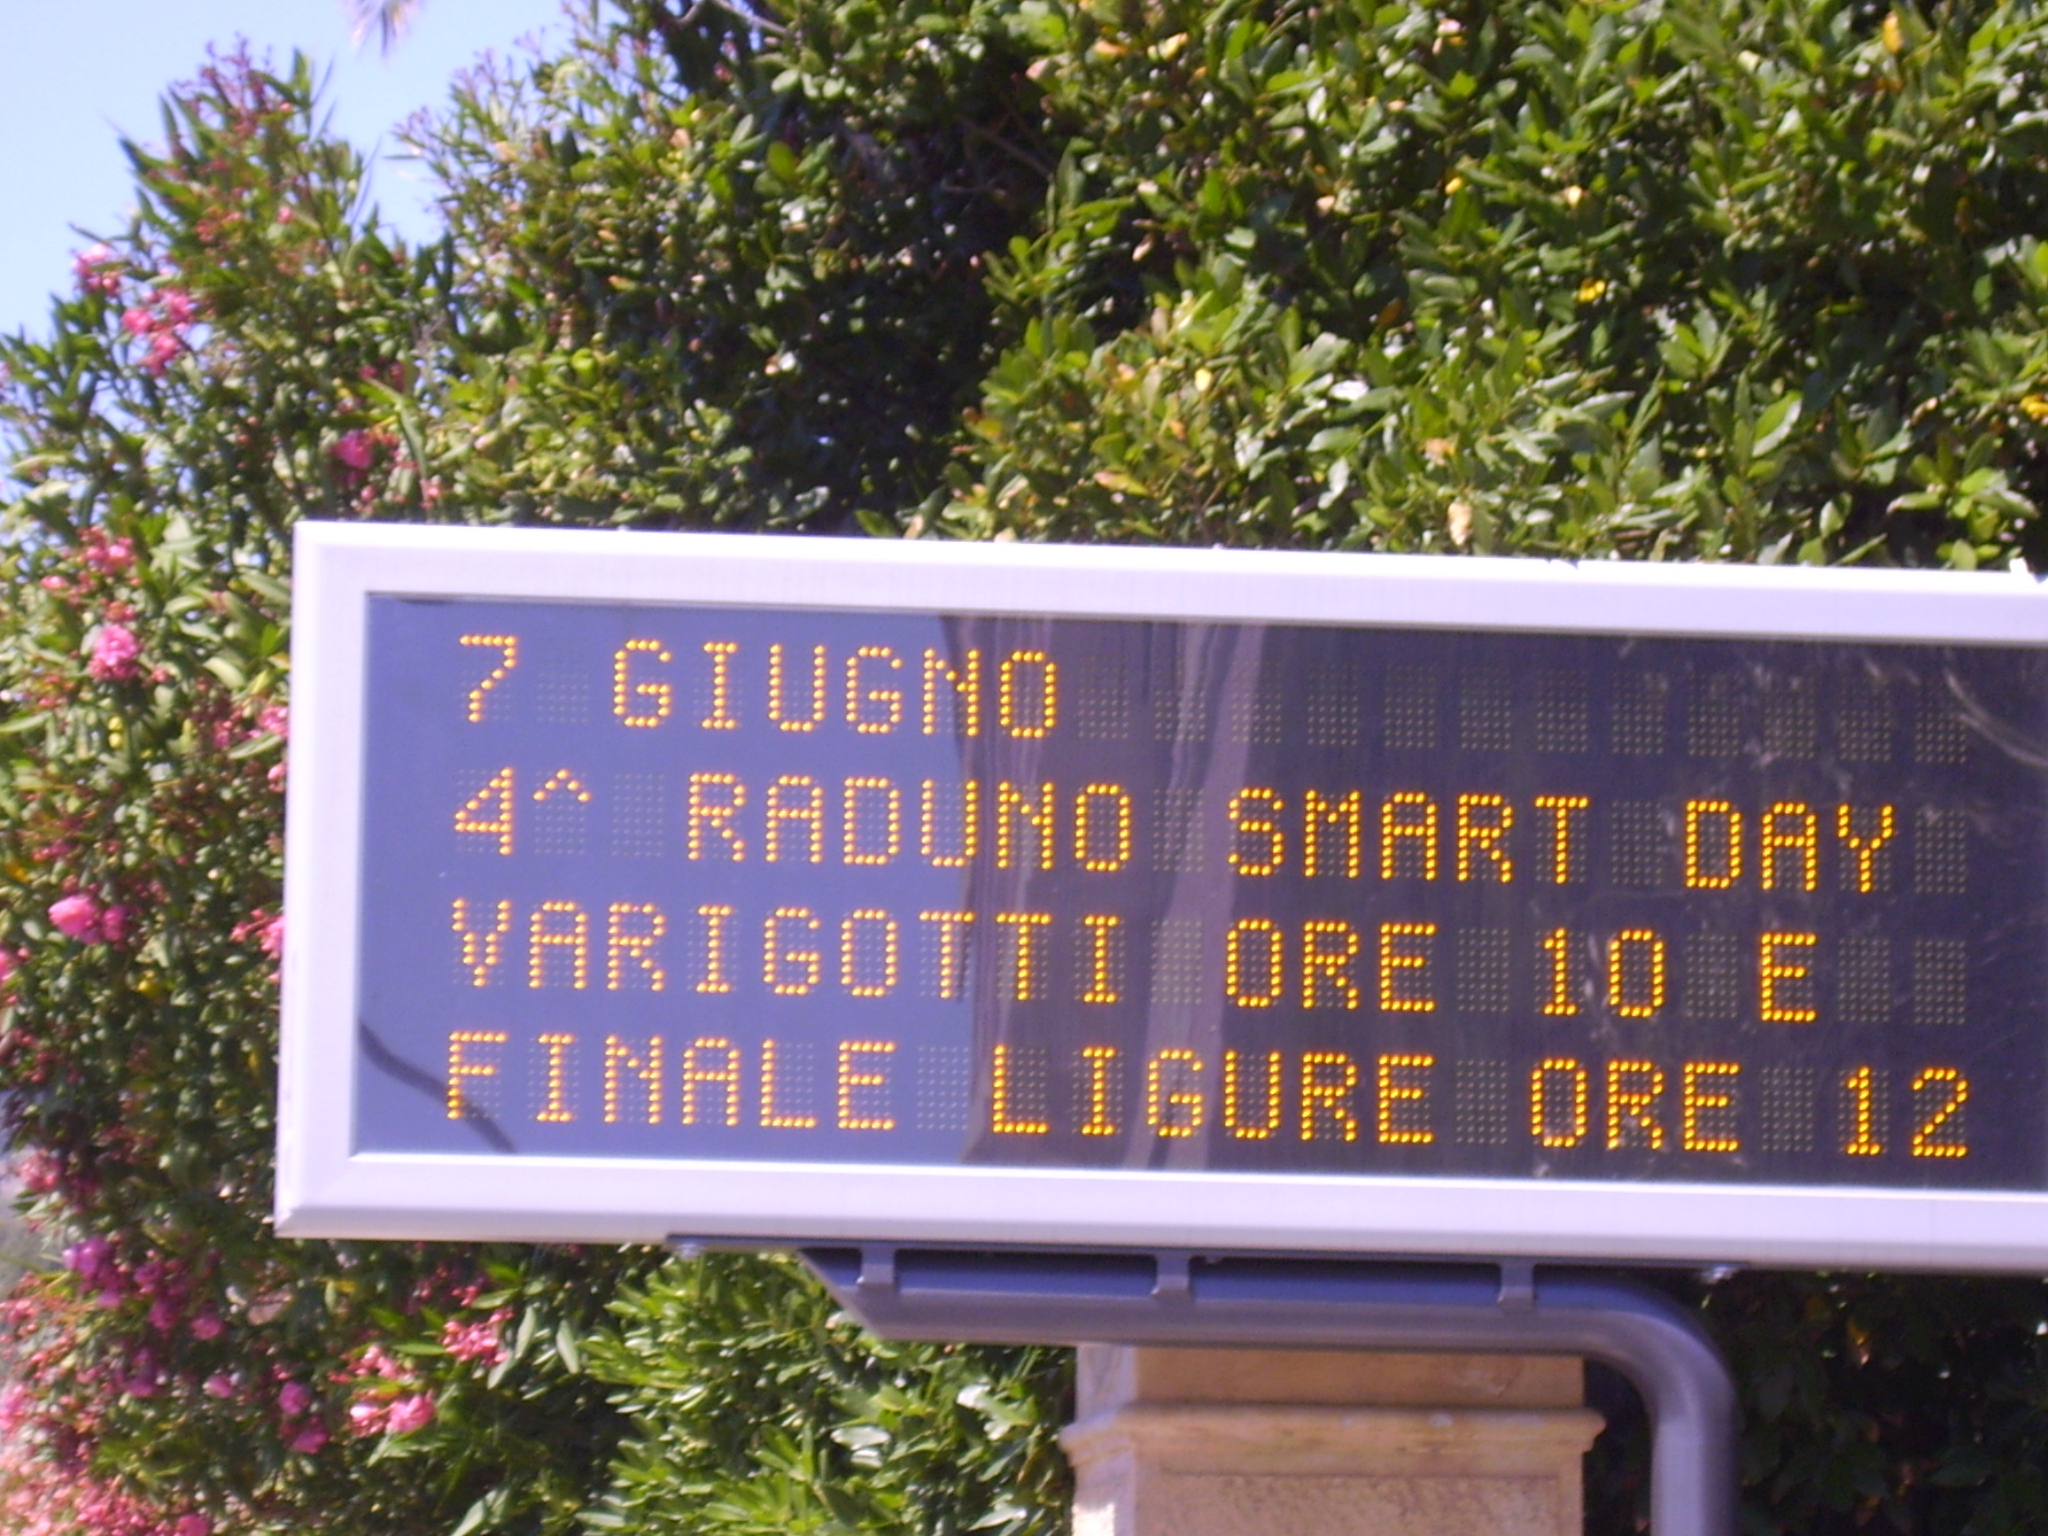 7 GIUGNO
4^ RADUNO SMART DAY
VARIGOTTI ORE 10 E
FINALE LIGURE ORE 12